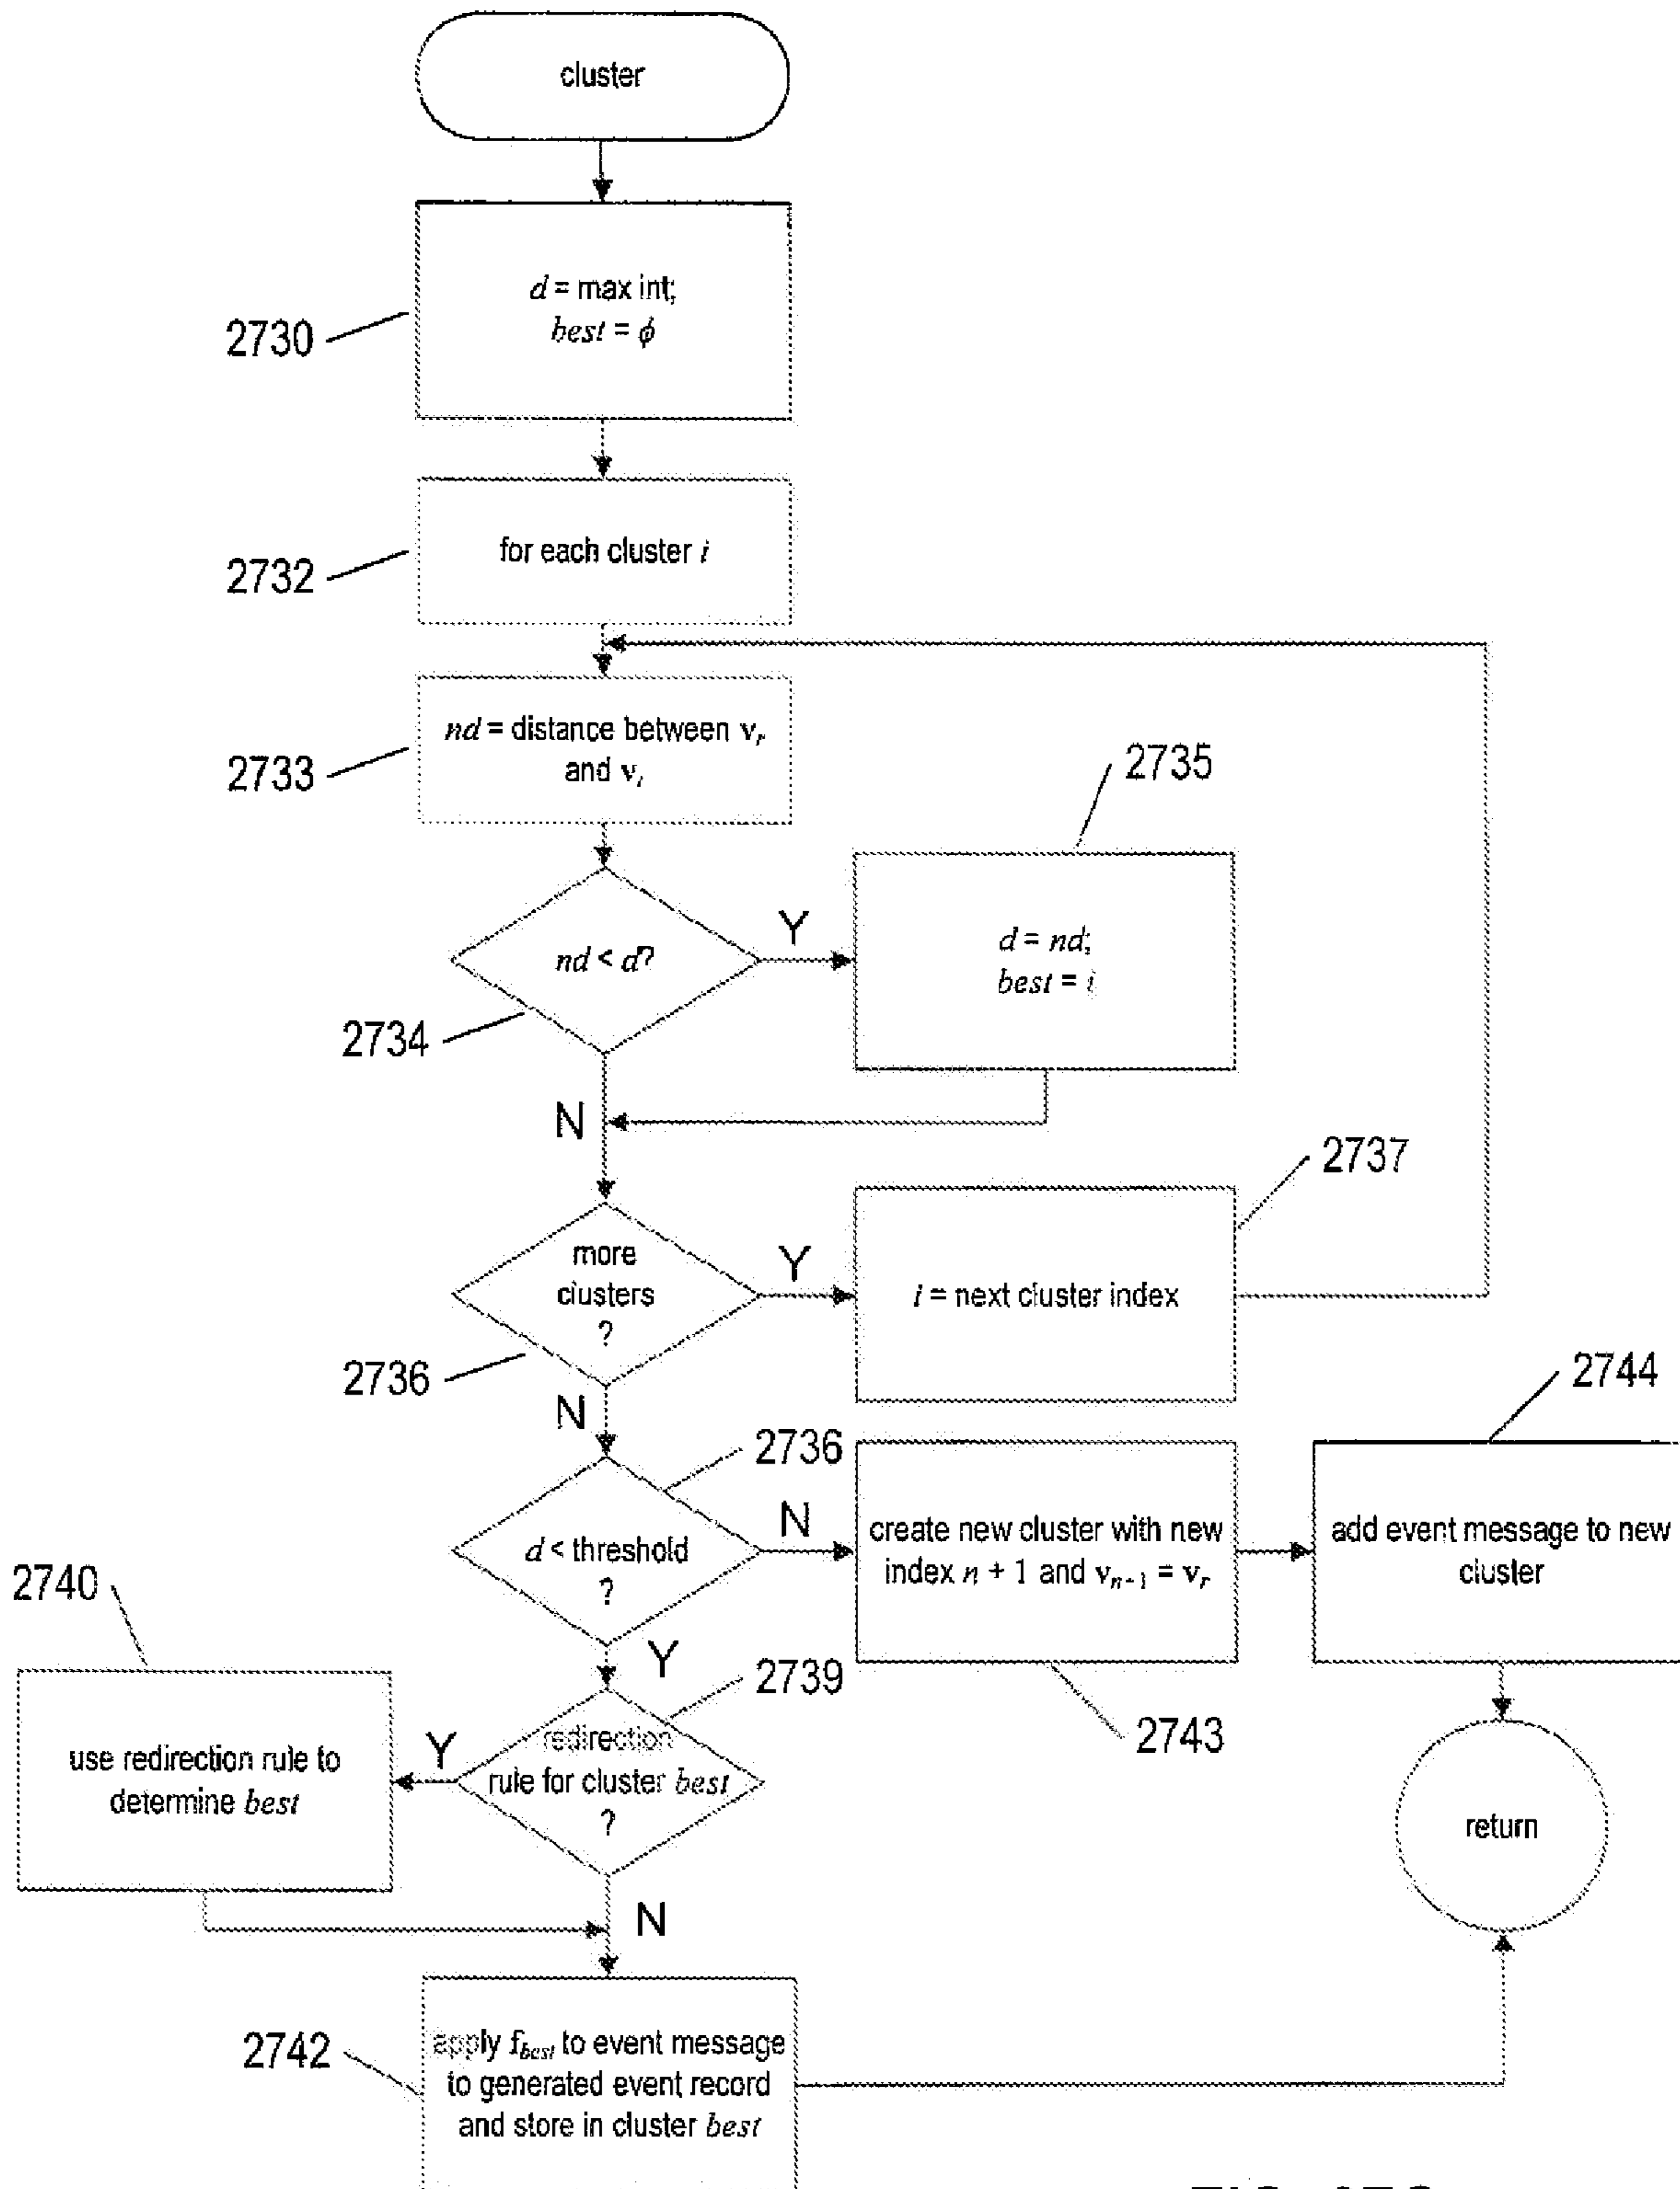 cluster
d = max int;
best = ϕ
2730
for each cluster i
2732
nd = distance between vr
and vi
2733
2735
nd < d?
Y
d = nd;
best = i
2734
N
2737
more
clusters
?
Y
i = next cluster index
2736
2744
N
2736
d < threshold
?
N
create new cluster with new
index n + 1 and vn-1 = vr
add event message to new
cluster
2740
Y
2739
2743
use redirection rule to
determine best
Y
redirection
rule for cluster best
?
return
N
2742
apply fbest to event message
to generated event record
and store in cluster best